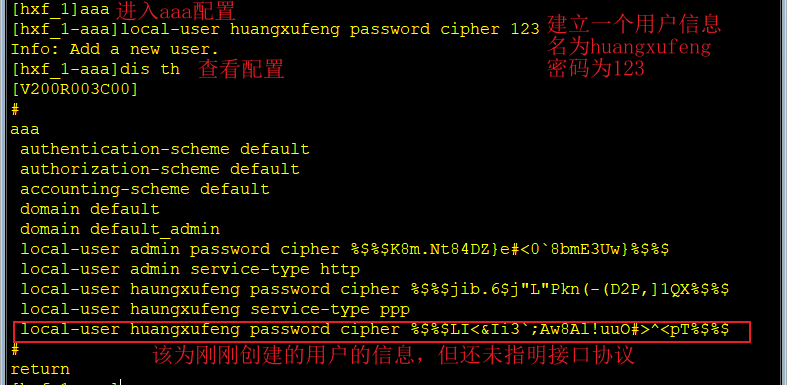 [hxf_1]aaa 进入aaa配置
[hxf_1-aaa]local-user huangxufeng password cipher 123
建立一个用户信息
名为huangxufeng
密码为123
Info: Add a new user.
[hxf_1-aaa]dis th 查看配置
[V200R003C00]
#
aaa
authentication-scheme default
authorization-scheme default
accounting-scheme default
domain default
domain default_admin
local-user admin password cipher %$%$K8m.Nt84DZ}e#<0`8bmE3Uw}%$%$
local-user admin service-type http
local-user haungxufeng password cipher %$%$jib.6$j"L"Pkn(-(D2P,]1QX%$%$
local-user haungxufeng service-type ppp
local-user huangxufeng password cipher %$%$LI<&Ii3`;Aw8Al!uuO#>^<pT%$%$
#
该为刚刚创建的用户的信息，但还未指明接口协议
return